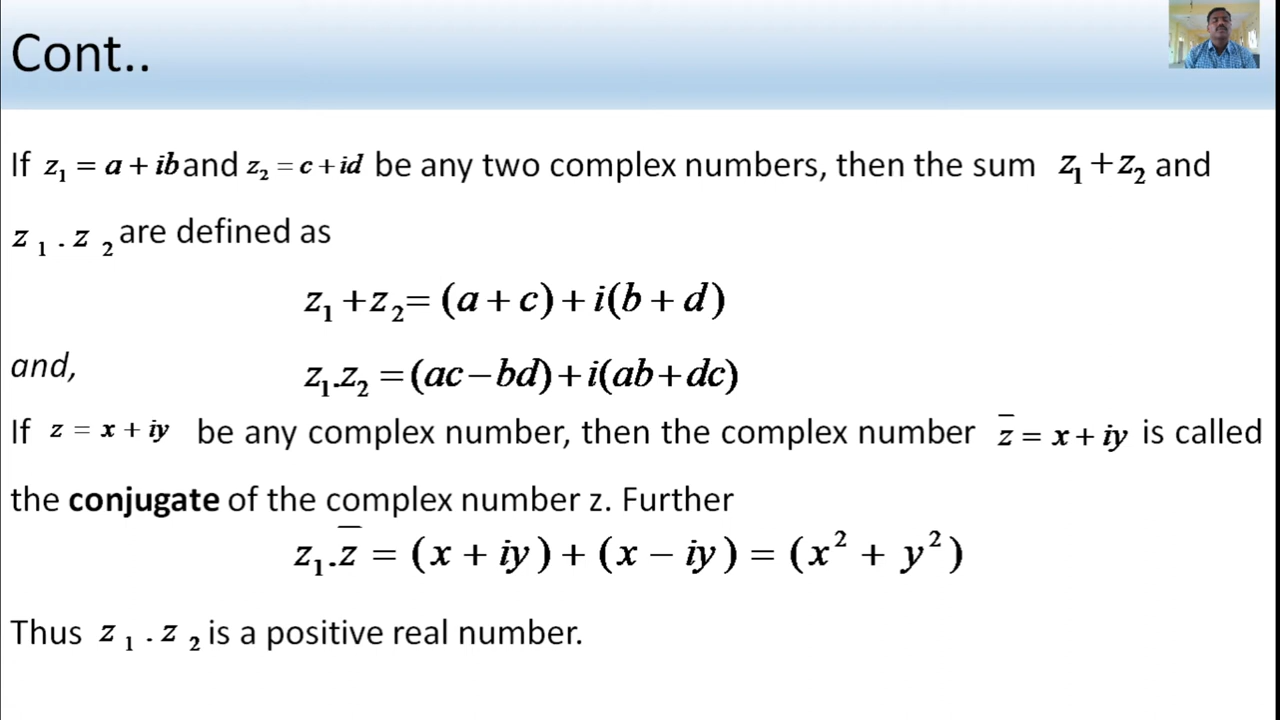 Cont..
If z₁ = a + ib and z₂ = c + id be any two complex numbers, then the sum z₁ + z₂ and
z₁ . z₂ are defined as
z₁ + z₂ = (a + c) + i(b + d)
and, z₁.z₂ = (ac − bd) + i(ab + dc)
If z = x + iy be any complex number, then the complex number z̅ = x + iy is called
the conjugate of the complex number z. Further
z₁.z̅ = (x + iy) + (x − iy) = (x² + y²)
Thus z₁ . z₂ is a positive real number.